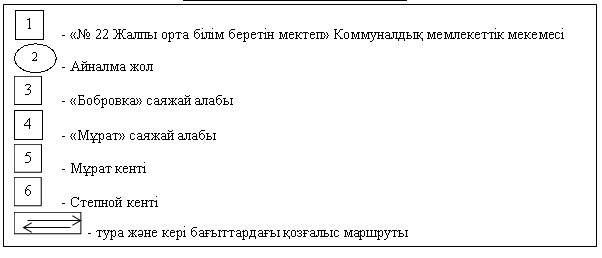 1 - «№ 22 Жалпы орта білім беретін мектеп» Коммуналдық мемлекеттік мекемесі
2 - Айналма жол
3 - «Бобровка» саяжай алабы
4 - «Мұрат» саяжай алабы
5 - Мұрат кенті
6 - Степной кенті
- тура және кері бағыттардағы қозғалыс маршруты